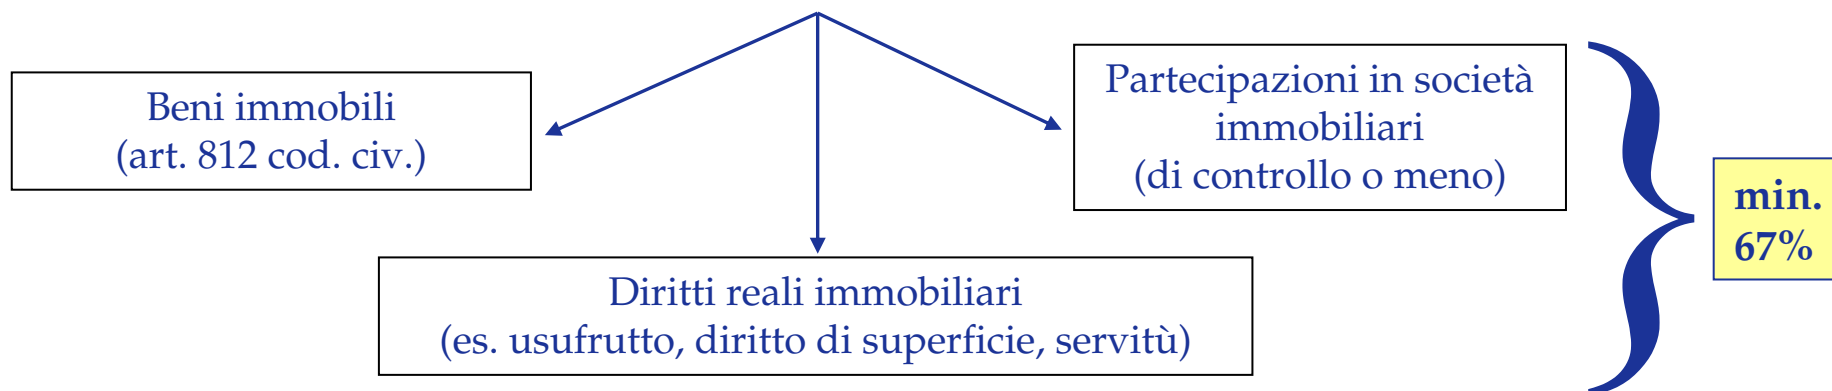 Beni immobili
(art. 812 cod. civ.)
Partecipazioni in società
immobiliari
(di controllo o meno)
Diritti reali immobiliari
(es. usufrutto, diritto di superficie, servitù)
min.
67%